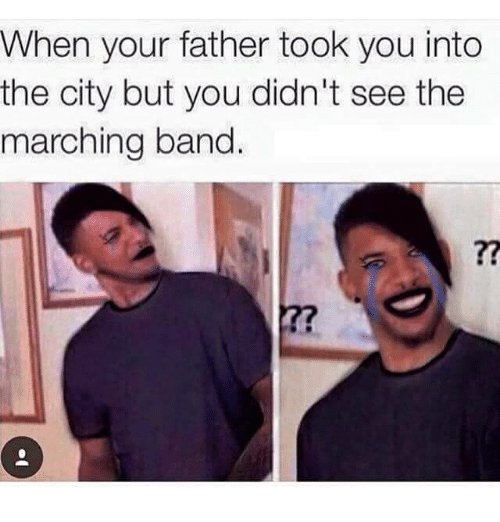 When your father took you into
the city but you didn't see the
marching band.
??
??